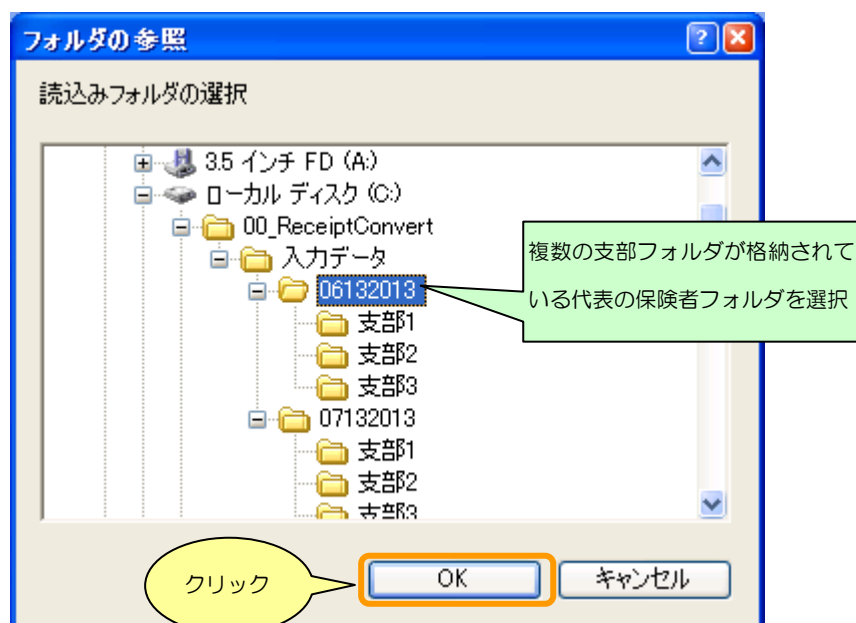 フォルダの参照
読込みフォルダの選択
3.5 インチ FD (A:)
ローカル ディスク (C:)
00_ReceiptConvert
入力データ
06132013
支部1
支部2
支部3
07132013
支部1
支部2
支部3
複数の支部フォルダが格納されて
いる代表の保険者フォルダを選択
クリック
OK
キャンセル